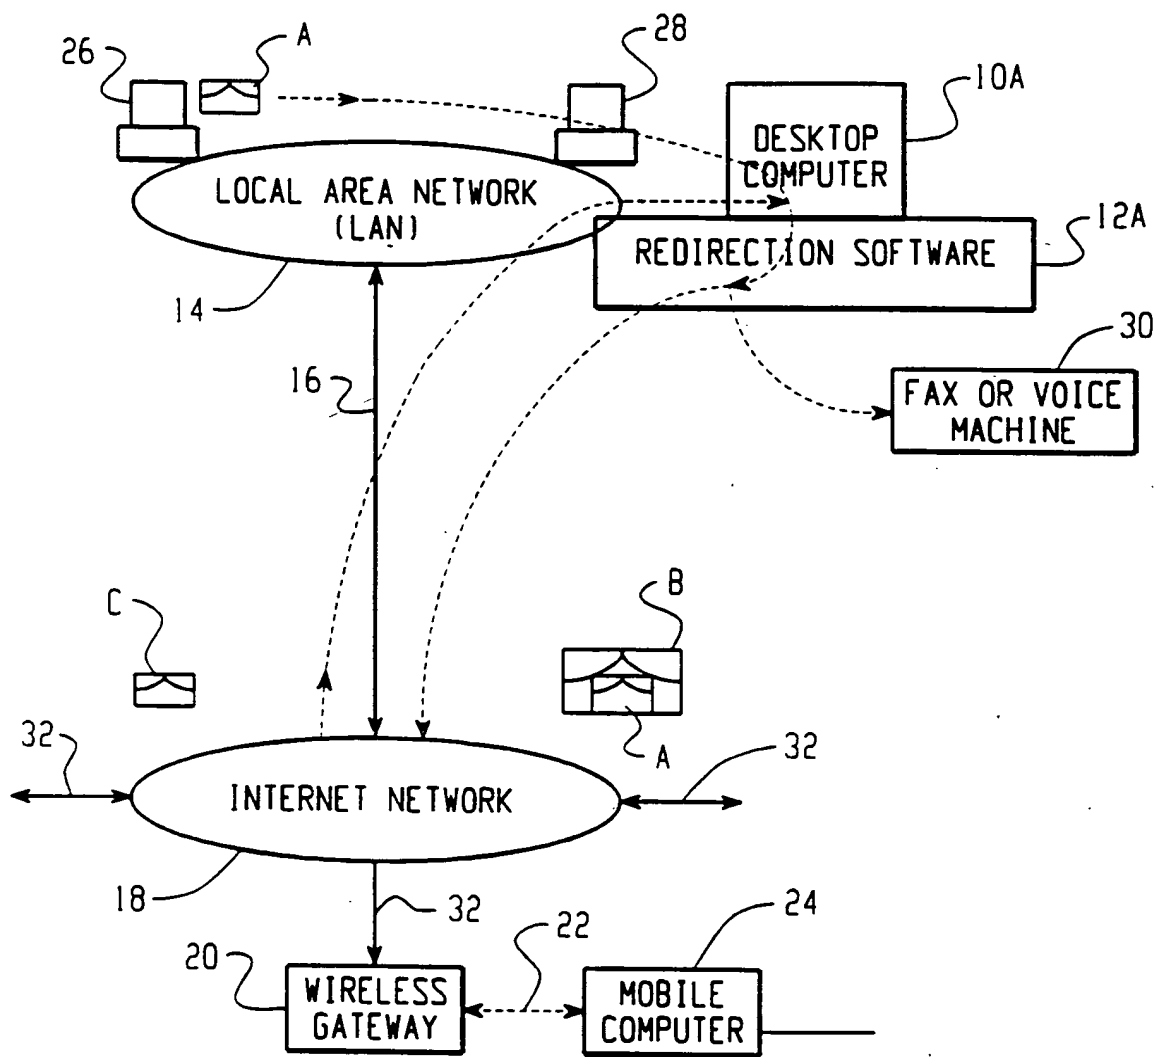 26
A
28
10A
DESKTOP
COMPUTER
LOCAL AREA NETWORK
(LAN)
12A
REDIRECTION SOFTWARE
14
30
16
FAX OR VOICE
MACHINE
C
B
A
32
32
INTERNET NETWORK
18
32
24
22
20
WIRELESS
GATEWAY
MOBILE
COMPUTER